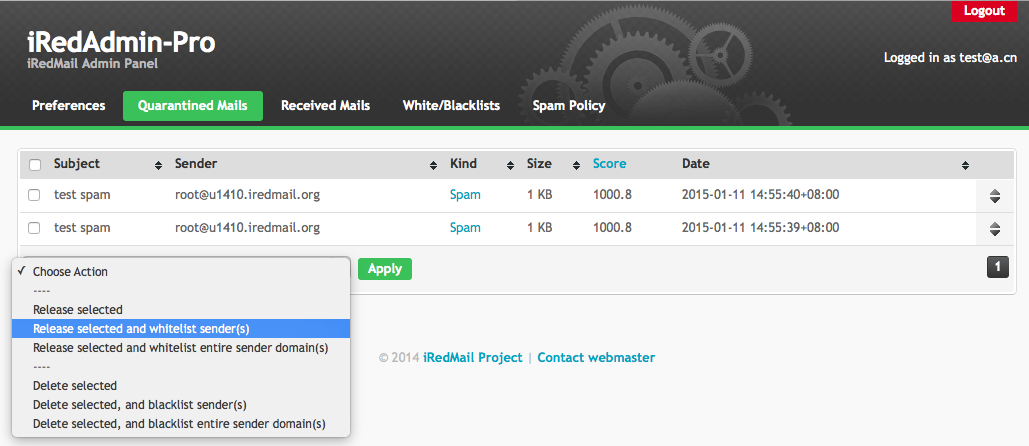 Logout
iRedAdmin-Pro
iRedMail Admin Panel
Logged in as test@a.cn
Preferences Quarantined Mails Received Mails White/Blacklists Spam Policy
Subject Sender Kind Size Score Date
test spam root@u1410.iredmail.org Spam 1 KB 1000.8 2015-01-11 14:55:40+08:00
test spam root@u1410.iredmail.org Spam 1 KB 1000.8 2015-01-11 14:55:39+08:00
✓ Choose Action Apply 1
----
Release selected
Release selected and whitelist sender(s)
Release selected and whitelist entire sender domain(s)
© 2014 iRedMail Project | Contact webmaster
----
Delete selected
Delete selected, and blacklist sender(s)
Delete selected, and blacklist entire sender domain(s)